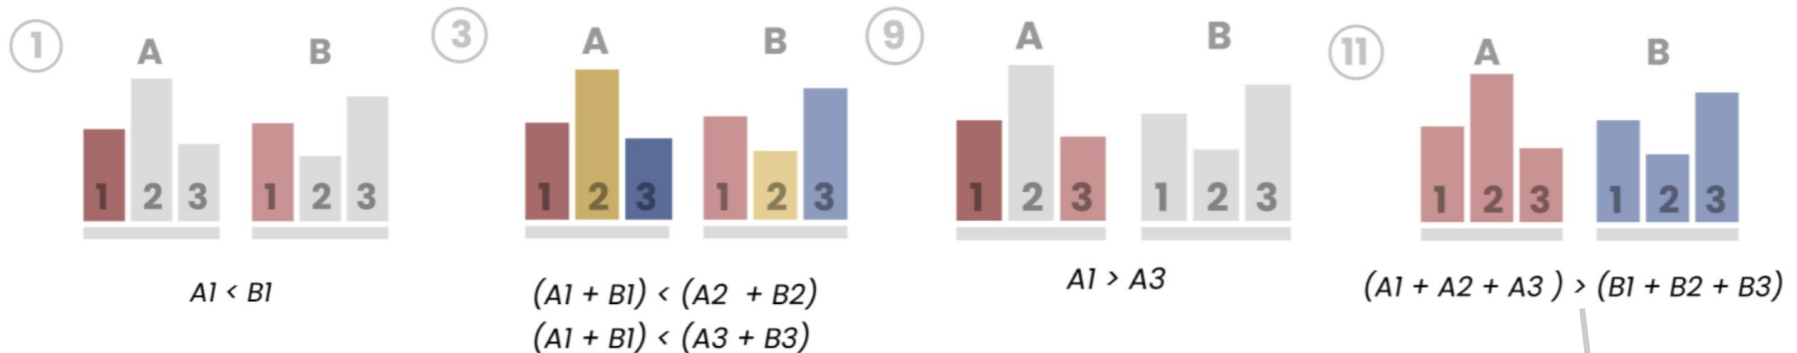 1
A B
1 2 3 1 2 3
A1 < B1
3
A B
1 2 3 1 2 3
(A1 + B1) < (A2 + B2)
(A1 + B1) < (A3 + B3)
9
A B
1 2 3 1 2 3
A1 > A3
11
A B
1 2 3 1 2 3
(A1 + A2 + A3 ) > (B1 + B2 + B3)